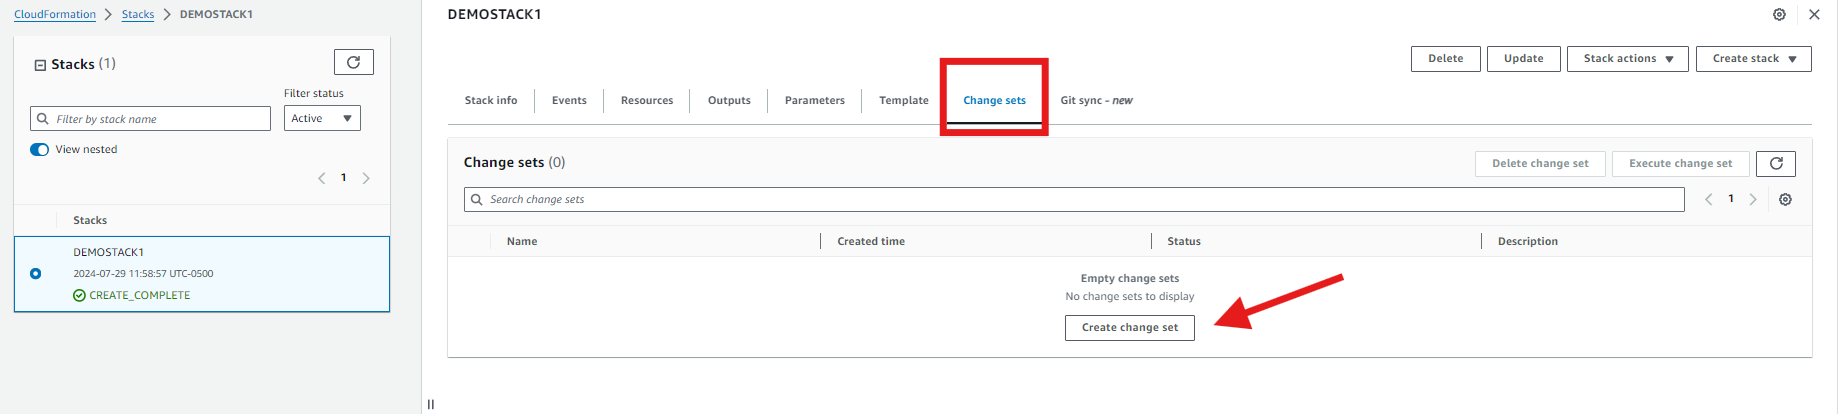 CloudFormation > Stacks > DEMOSTACK1
Stacks (1)
Filter status
Filter by stack name
Active
View nested
1
Stacks
DEMOSTACK1
2024-07-29 11:58:57 UTC-0500
CREATE_COMPLETE
DEMOSTACK1
Delete Update Stack actions Create stack
Stack info Events Resources Outputs Parameters Template Change sets Git sync - new
Change sets (0)
Delete change set Execute change set
Search change sets
1
Name Created time Status Description
Empty change sets
No change sets to display
Create change set